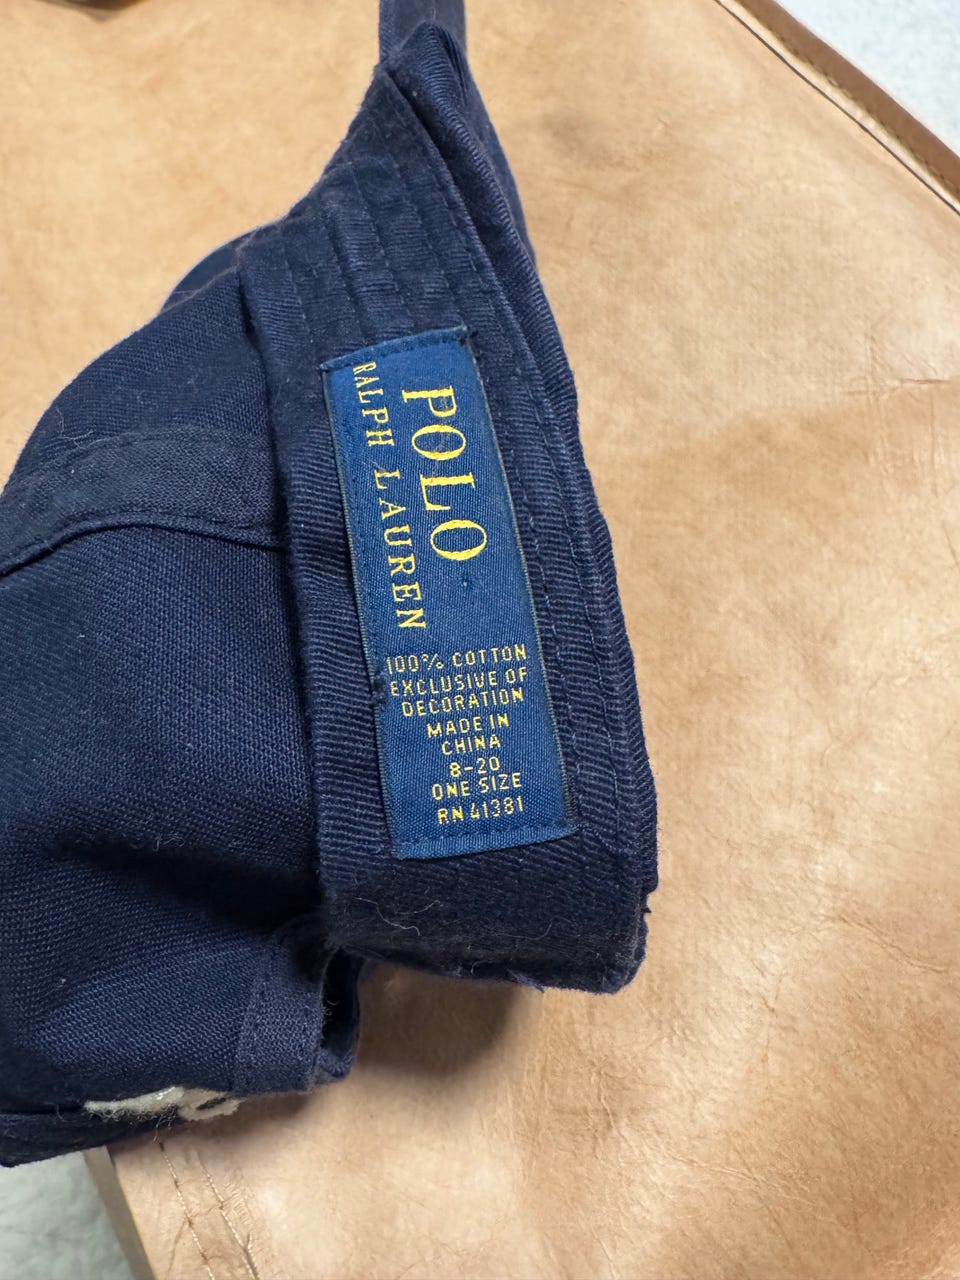 POLO
RALPH LAUREN
100% COTTON
EXCLUSIVE OF
DECORATION
MADE IN
CHINA
8-20
ONE SIZE
RN 41381